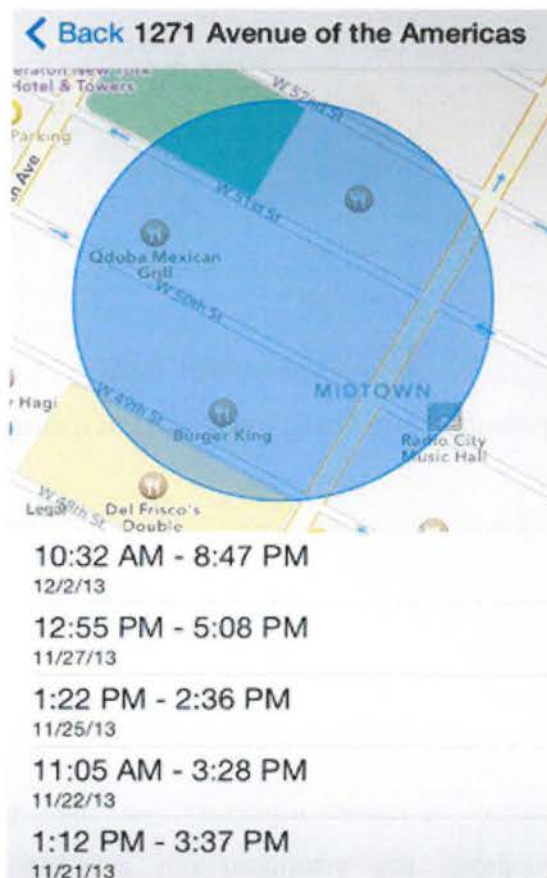 Back 1271 Avenue of the Americas
Hotel & Towers
Parking
W 52nd St
W 51st St
Qdoba Mexican
Grill
W 50th St
MIDTOWN
W 49th St
Hagi
Burger King
Radio City
Music Hall
W 48th St
Legal
Del Frisco's
Double
10:32 AM - 8:47 PM
12/2/13
12:55 PM - 5:08 PM
11/27/13
1:22 PM - 2:36 PM
11/25/13
11:05 AM - 3:28 PM
11/22/13
1:12 PM - 3:37 PM
11/21/13